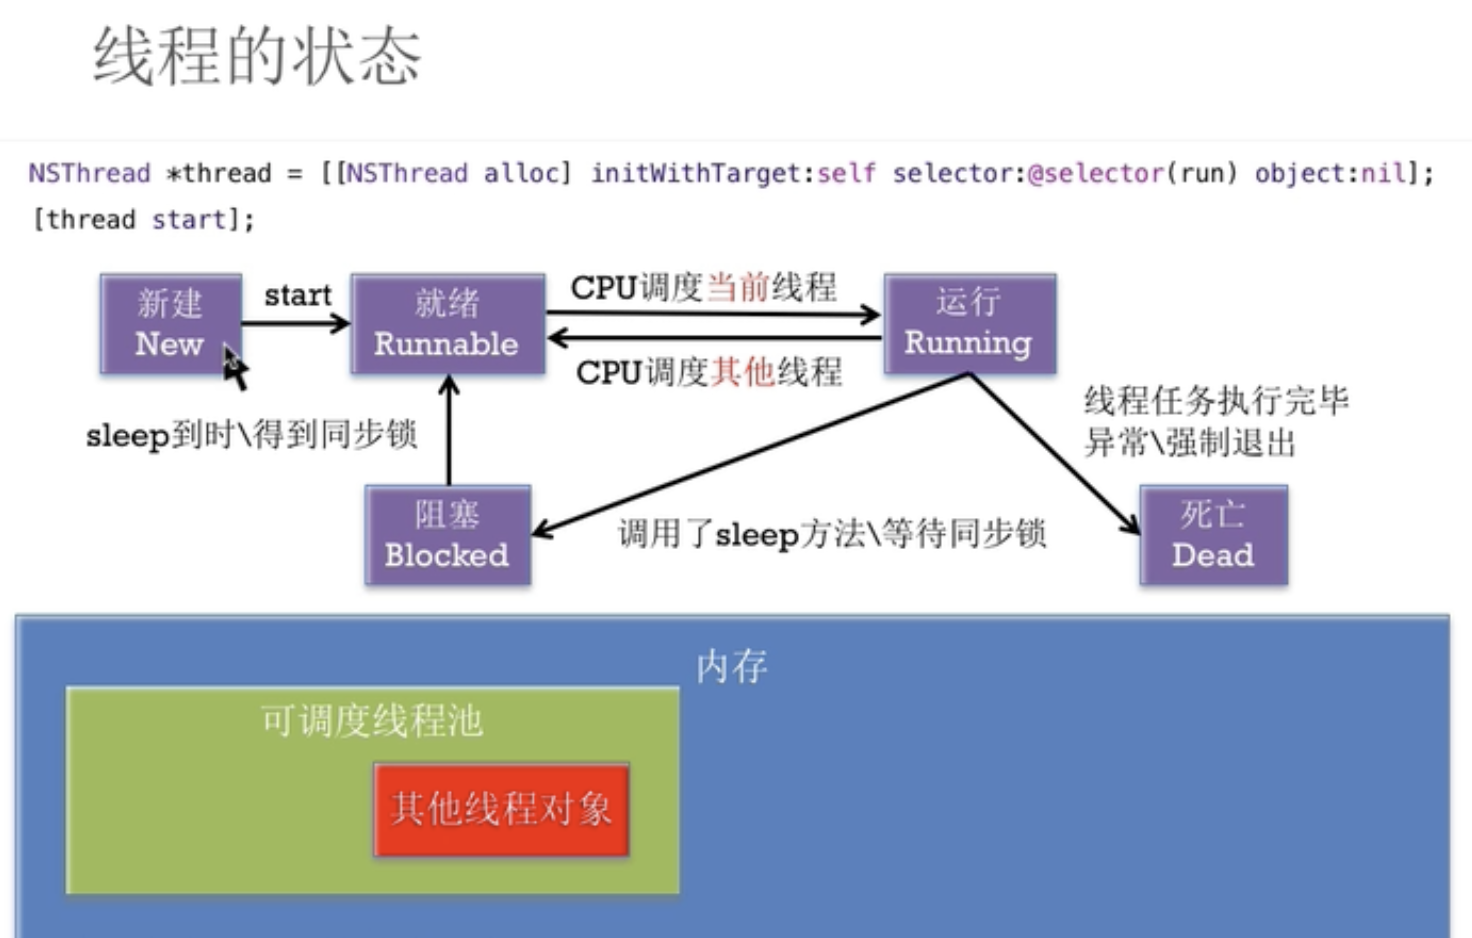 线程的状态
NSThread *thread = [[NSThread alloc] initWithTarget:self selector:@selector(run) object:nil];
[thread start];
新建
New
start
就绪
Runnable
CPU调度当前线程
CPU调度其他线程
运行
Running
sleep到时\得到同步锁
线程任务执行完毕
异常\强制退出
阻塞
Blocked
调用了sleep方法\等待同步锁
死亡
Dead
内存
可调度线程池
其他线程对象